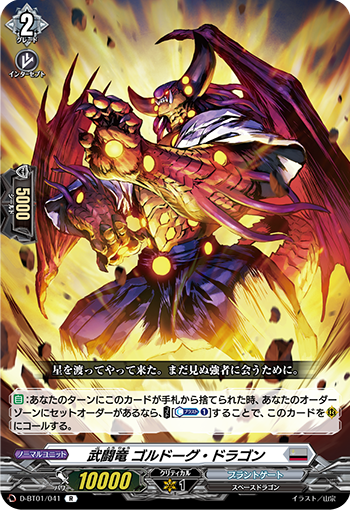 2
グレード
インターセプト
5000
シールド
星を渡ってやって来た。まだ見ぬ強者に会うために。
自:あなたのターンにこのカードが手札から捨てられた時、あなたのオーダー
ゾーンにセットオーダーがあるなら、【コスト】[ブラスト1]することで、このカードを R
にコールする。
ノーマルユニット
武闘竜 ゴルドーグ・ドラゴン
パワー 10000
クリティカル
1
ブラントゲート
スペースドラゴン
D-BT01/041 R
イラスト/山宗